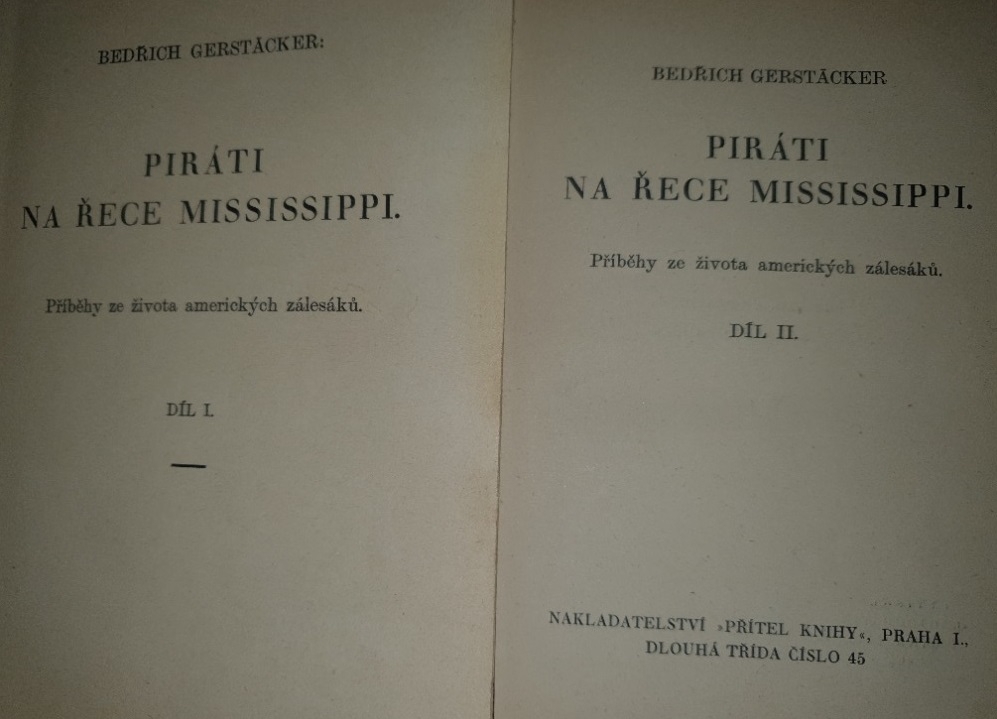 BEDŘICH GERSTÄCKER:
PIRÁTI
NA ŘECE MISSISSIPPI.
Příběhy ze života amerických zálesáků.
DÍL I.
BEDŘICH GERSTÄCKER
PIRÁTI
NA ŘECE MISSISSIPPI.
Příběhy ze života amerických zálesáků.
DÍL II.
NAKLADATELSTVÍ »PŘÍTEL KNIHY«, PRAHA I.,
DLOUHÁ TŘÍDA ČÍSLO 45